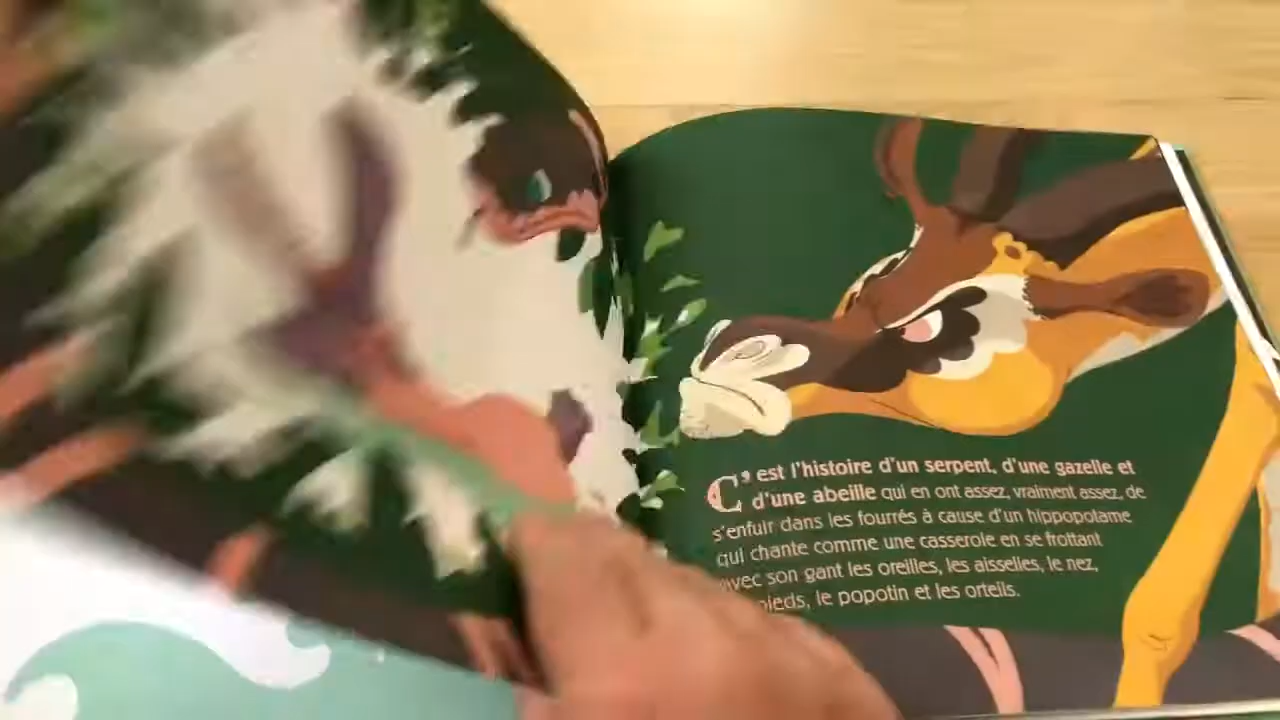 C'est l'histoire d'un serpent, d'une gazelle et
d'une abeille qui en ont assez, vraiment assez, de
s'enfuir dans les fourrés à cause d'un hippopotame
qui chante comme une casserole en se frottant
avec son gant les oreilles, les aisselles, le nez,
pieds, le popotin et les orteils.